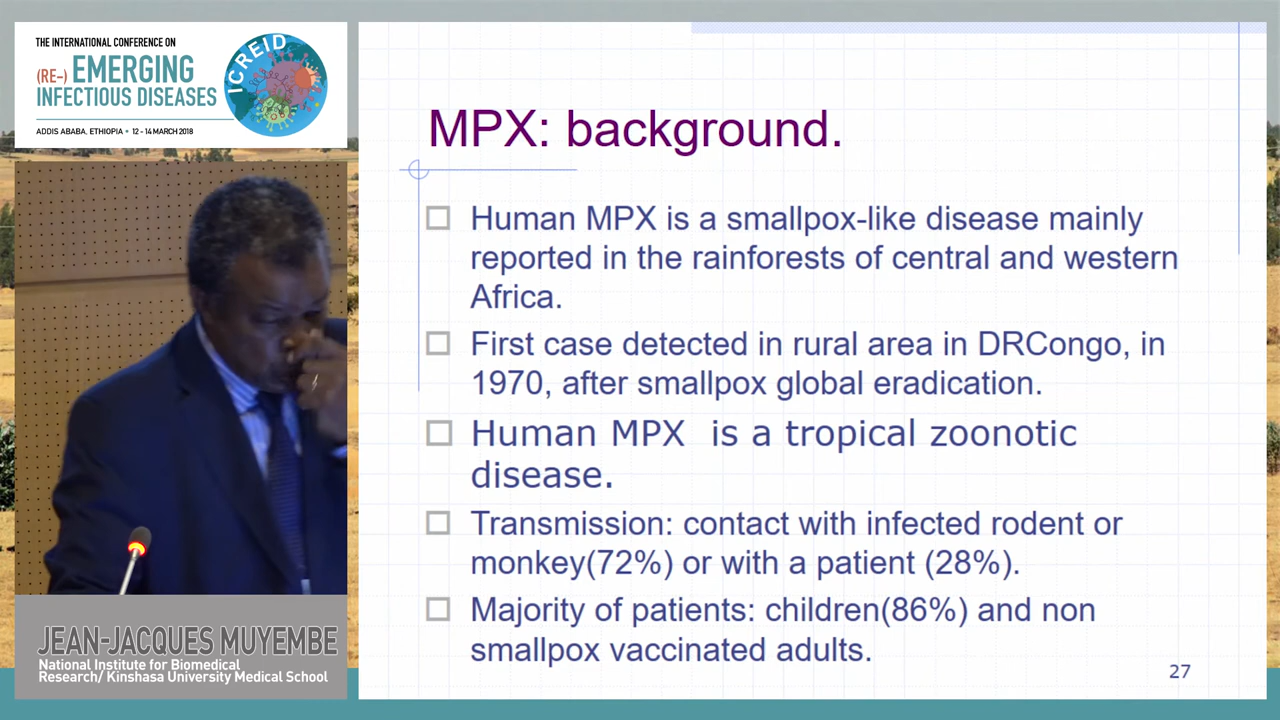 THE INTERNATIONAL CONFERENCE ON
(RE-) EMERGING
INFECTIOUS DISEASES
ADDIS ABABA, ETHIOPIA • 12 - 14 MARCH 2018
ICREID
MPX: background.
Human MPX is a smallpox-like disease mainly
reported in the rainforests of central and western
Africa.
First case detected in rural area in DRCongo, in
1970, after smallpox global eradication.
Human MPX is a tropical zoonotic
disease.
Transmission: contact with infected rodent or
monkey(72%) or with a patient (28%).
Majority of patients: children(86%) and non
smallpox vaccinated adults.
27
JEAN-JACQUES MUYEMBE
National Institute for Biomedical
Research/ Kinshasa University Medical School